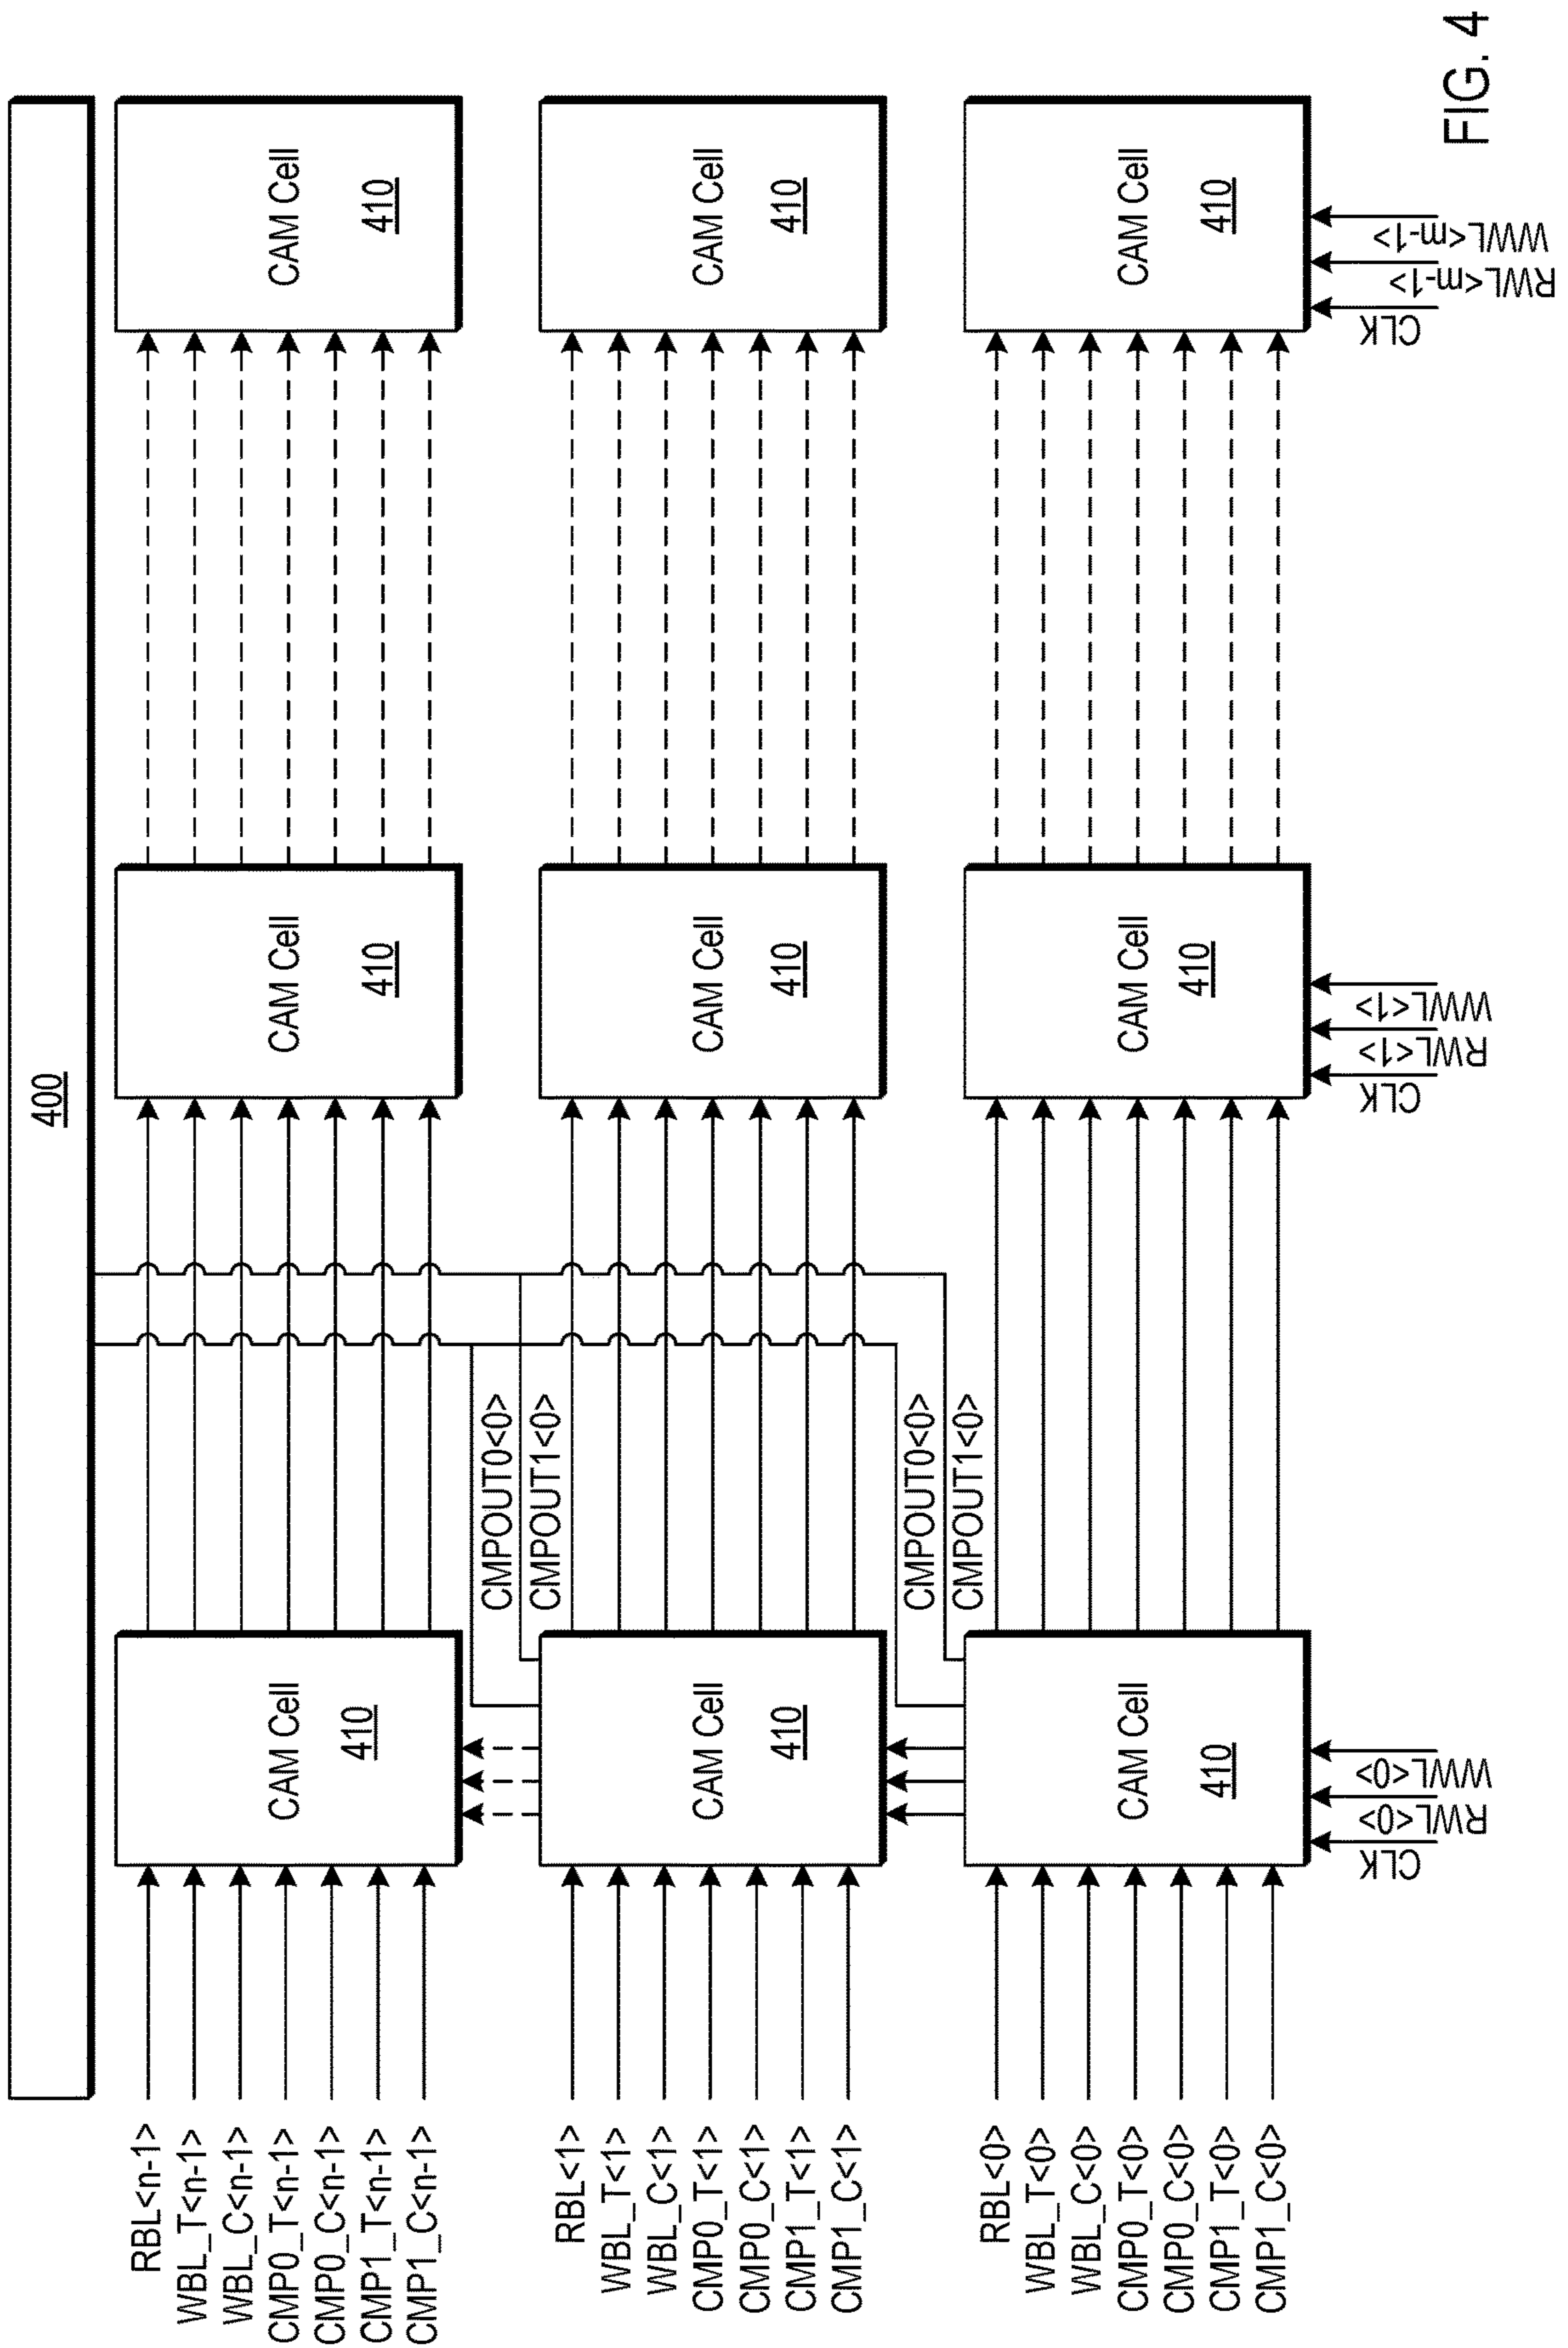 400
CAM Cell
410
CAM Cell
410
CAM Cell
410
RBL<n-1>
WBL_T<n-1>
WBL_C<n-1>
CMP0_T<n-1>
CMP0_C<n-1>
CMP1_T<n-1>
CMP1_C<n-1>
CMPOUT0<0>
CMPOUT1<0>
CAM Cell
410
CAM Cell
410
CAM Cell
410
RBL<1>
WBL_T<1>
WBL_C<1>
CMP0_T<1>
CMP0_C<1>
CMP1_T<1>
CMP1_C<1>
CMPOUT0<0>
CMPOUT1<0>
CAM Cell
410
CAM Cell
410
CAM Cell
410
RBL<0>
WBL_T<0>
WBL_C<0>
CMP0_T<0>
CMP0_C<0>
CMP1_T<0>
CMP1_C<0>
CLK
RWL<0>
WWL<0>
CLK
RWL<1>
WWL<1>
CLK
RWL<m-1>
WWL<m-1>
FIG. 4